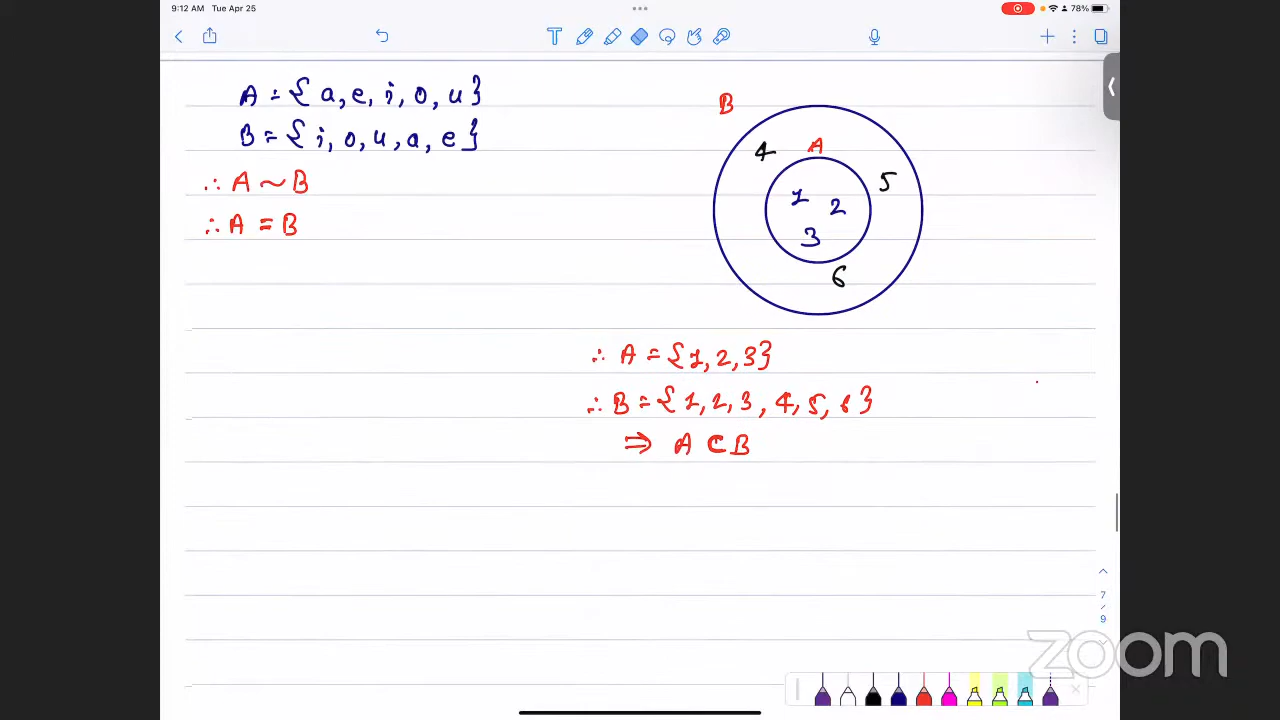 9:12 AM Tue Apr 25
78%
A = { a, e, i, o, u }
B = { i, o, u, a, e }
∴ A ~ B
∴ A = B
B
4 A
5
1 2
3
6
∴ A = { 1, 2, 3 }
∴ B = { 1, 2, 3, 4, 5, 6 }
⇒ A ⊂ B
7
/
9
zoom